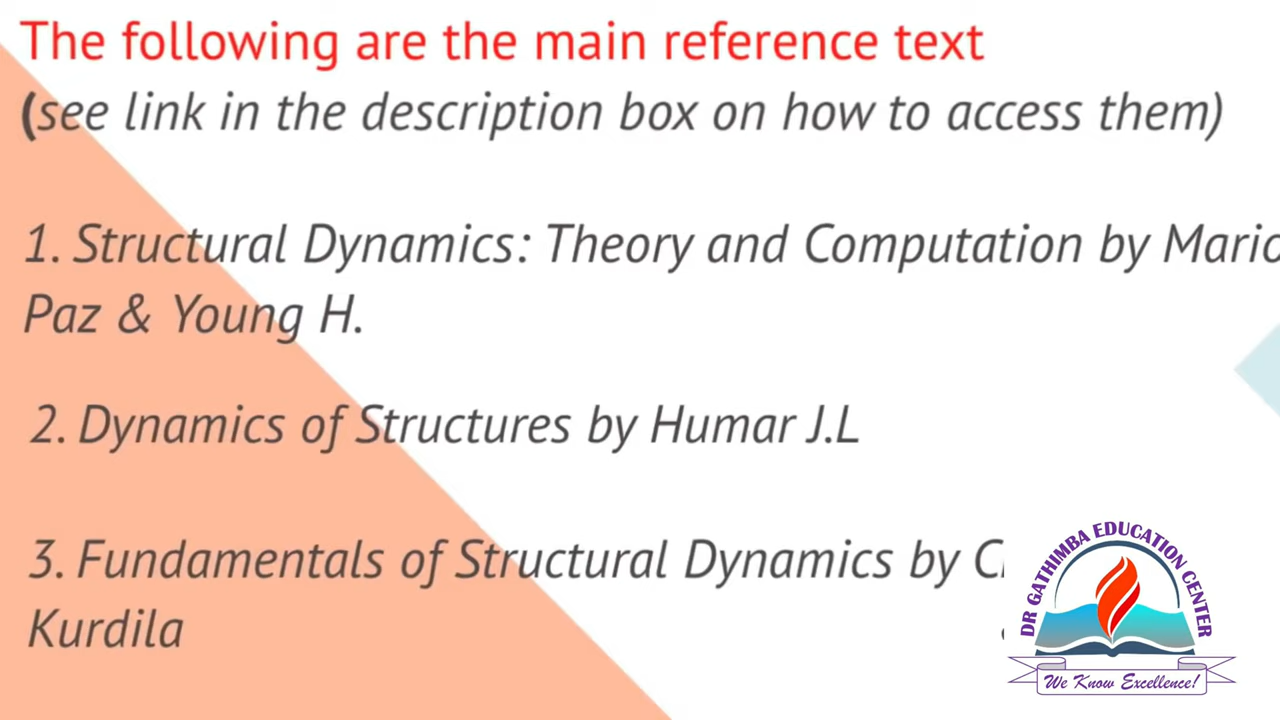 The following are the main reference text
(see link in the description box on how to access them)
1. Structural Dynamics: Theory and Computation by Mario
Paz & Young H.
2. Dynamics of Structures by Humar J.L
3. Fundamentals of Structural Dynamics by
Kurdila
DR GATHIMBA EDUCATION CENTER
We Know Excellence!